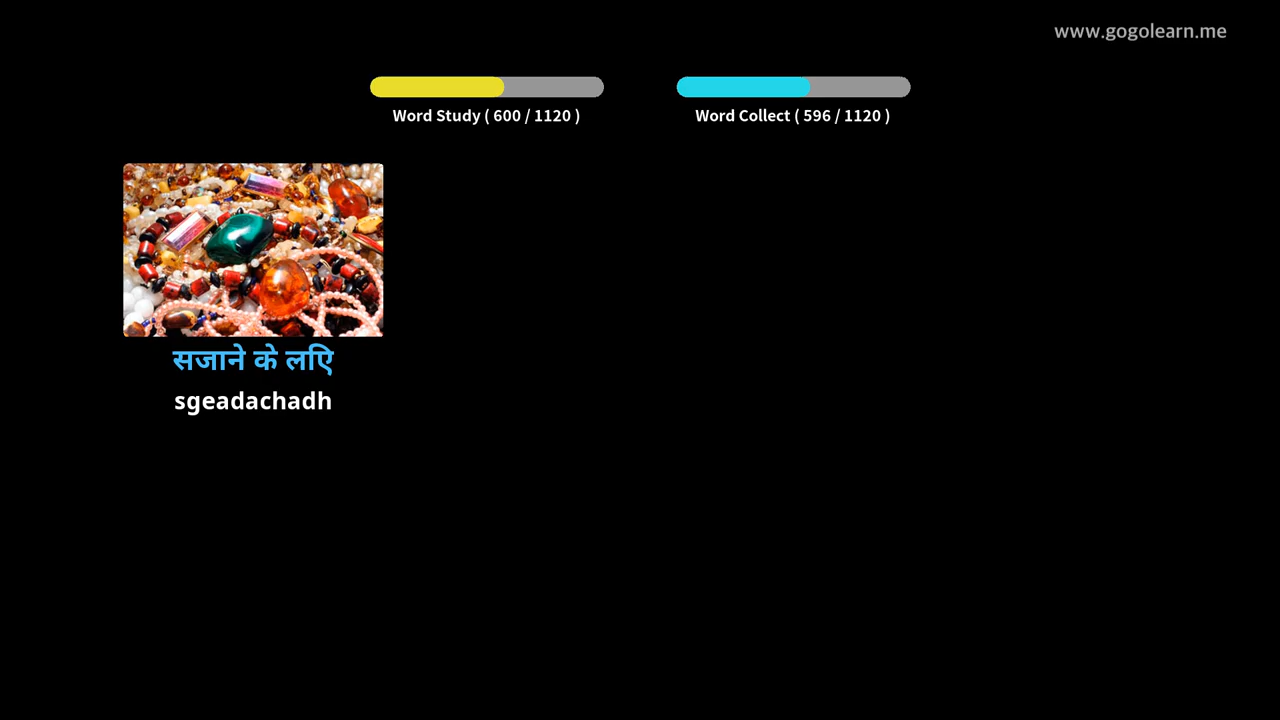 www.gogolearn.me
Word Study ( 600 / 1120 )
Word Collect ( 596 / 1120 )
सजाने के लिए
sgeadachadh